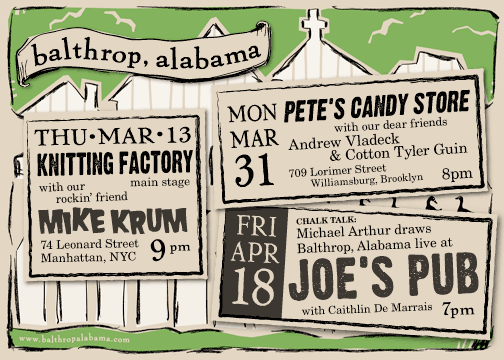 balthrop, alabama
THU•MAR•13
KNITTING FACTORY
with our main stage
rockin' friend
MIKE KRUM
74 Leonard Street
Manhattan, NYC 9pm
MON
MAR
31
PETE'S CANDY STORE
with our dear friends
Andrew Vladeck
& Cotton Tyler Guin
709 Lorimer Street
Williamsburg, Brooklyn 8pm
FRI
APR
18
CHALK TALK:
Michael Arthur draws
Balthrop, Alabama live at
JOE'S PUB
with Caithlin De Marrais 7pm
www.balthropalabama.com